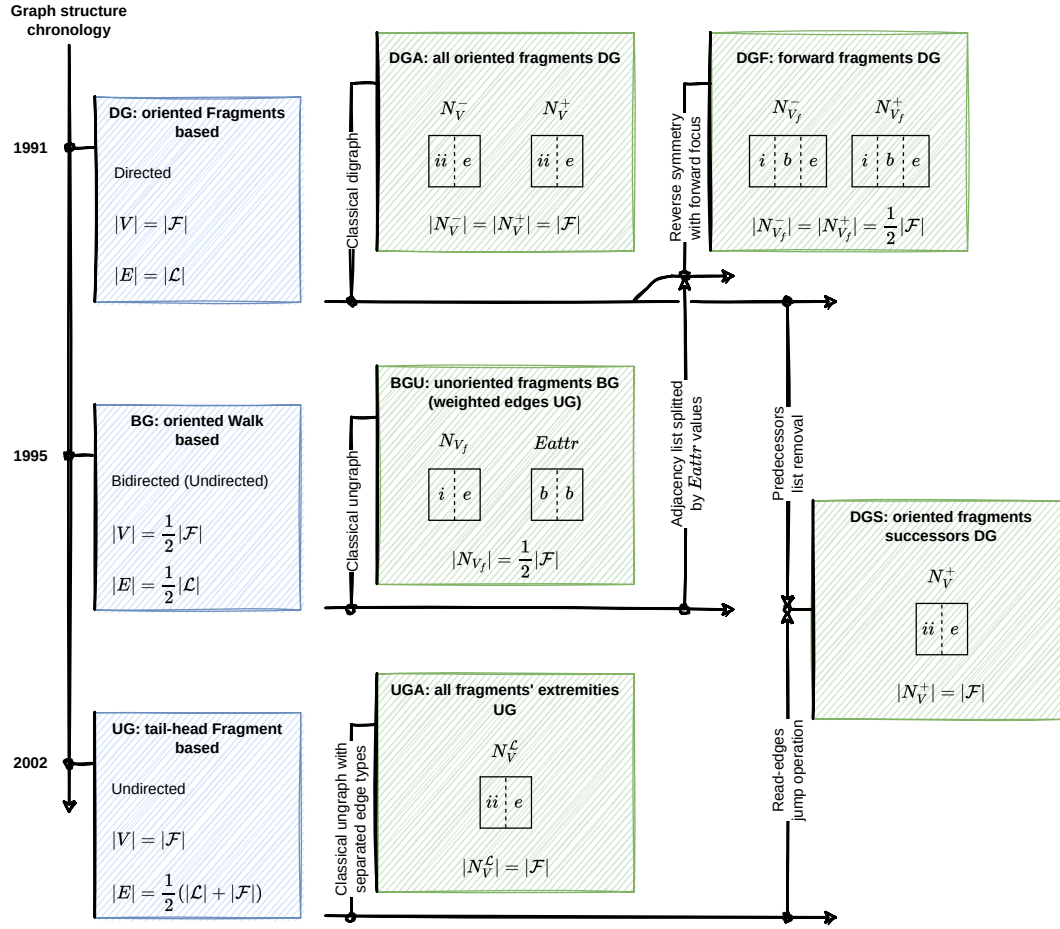 Graph structure
chronology
1991
DG: oriented Fragments
based
Directed
|V| = |𝓕|
|E| = |𝓛|
Classical digraph
DGA: all oriented fragments DG
N_V^-
N_V^+
ii e
ii e
|N_V^-| = |N_V^+| = |𝓕|
Reverse symmetry
with forward focus
DGF: forward fragments DG
N_{V_f}^-
N_{V_f}^+
i b e
i b e
|N_{V_f}^-| = |N_{V_f}^+| = 1/2 |𝓕|
1995
BG: oriented Walk
based
Bidirected (Undirected)
|V| = 1/2 |𝓕|
|E| = 1/2 |𝓛|
Classical ungraph
BGU: unoriented fragments BG
(weighted edges UG)
N_{V_f}
Eattr
i e
b b
|N_{V_f}| = 1/2 |𝓕|
Adjacency list splitted
by Eattr values
Predecessors
list removal
DGS: oriented fragments
successors DG
N_V^+
ii e
|N_V^+| = |𝓕|
2002
UG: tail-head Fragment
based
Undirected
|V| = |𝓕|
|E| = 1/2 (|𝓛| + |𝓕|)
Classical ungraph with
separated edge types
UGA: all fragments' extremities
UG
N_V^𝓛
ii e
|N_V^𝓛| = |𝓕|
Read-edges
jump operation